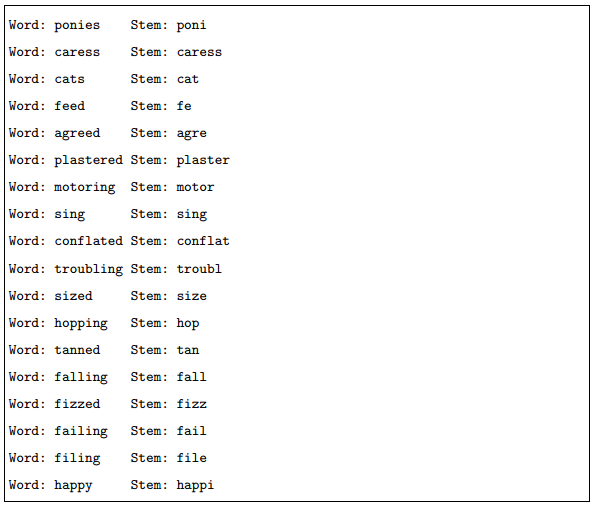 Word: ponies Stem: poni
Word: caress Stem: caress
Word: cats Stem: cat
Word: feed Stem: fe
Word: agreed Stem: agre
Word: plastered Stem: plaster
Word: motoring Stem: motor
Word: sing Stem: sing
Word: conflated Stem: conflat
Word: troubling Stem: troubl
Word: sized Stem: size
Word: hopping Stem: hop
Word: tanned Stem: tan
Word: falling Stem: fall
Word: fizzed Stem: fizz
Word: failing Stem: fail
Word: filing Stem: file
Word: happy Stem: happi